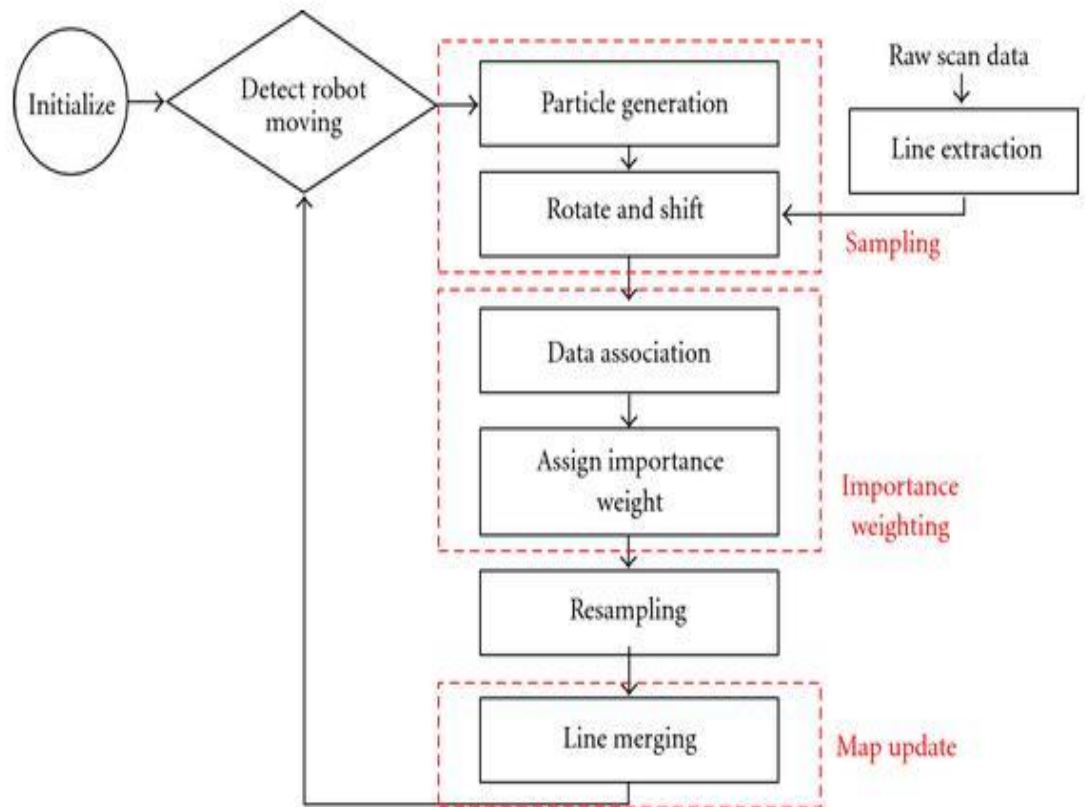 Initialize
Detect robot
moving
Particle generation
Rotate and shift
Raw scan data
Line extraction
Sampling
Data association
Assign importance
weight
Importance
weighting
Resampling
Line merging
Map update